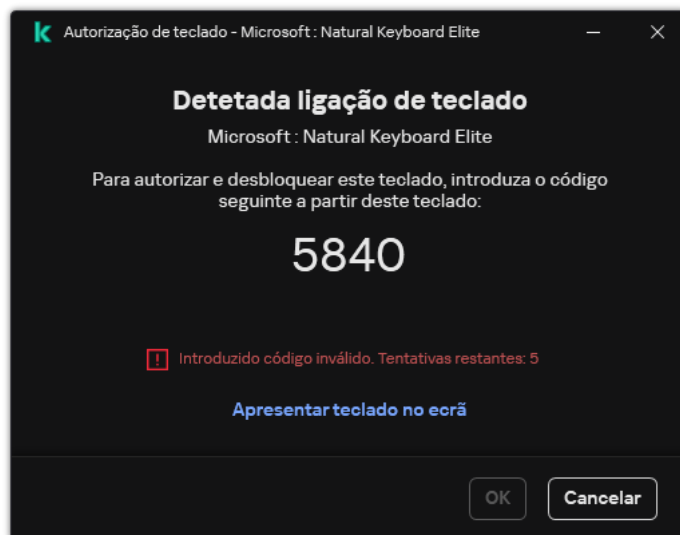 Autorização de teclado - Microsoft : Natural Keyboard Elite
Detetada ligação de teclado
Microsoft : Natural Keyboard Elite
Para autorizar e desbloquear este teclado, introduza o código
seguinte a partir deste teclado:
5840
Introduzido código inválido. Tentativas restantes: 5
Apresentar teclado no ecrã
OK
Cancelar